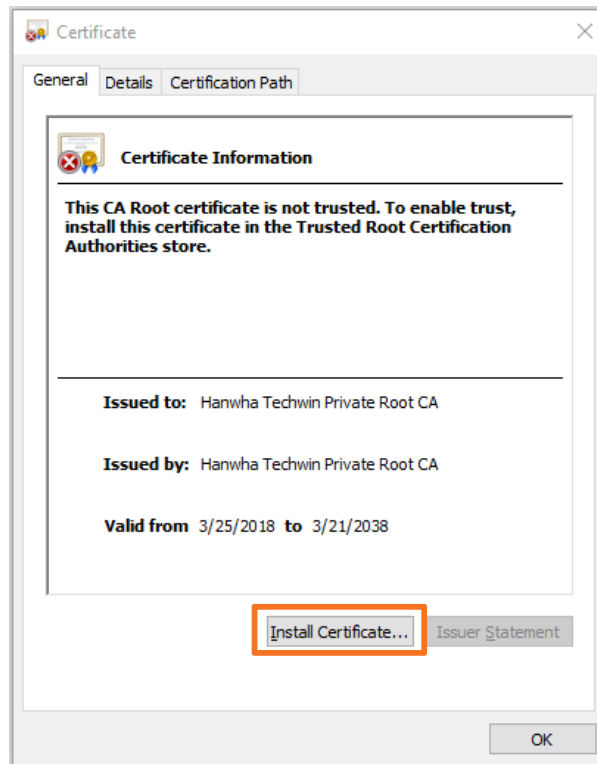 Certificate
General Details Certification Path
Certificate Information
This CA Root certificate is not trusted. To enable trust,
install this certificate in the Trusted Root Certification
Authorities store.
Issued to: Hanwha Techwin Private Root CA
Issued by: Hanwha Techwin Private Root CA
Valid from 3/25/2018 to 3/21/2038
Install Certificate... Issuer Statement
OK